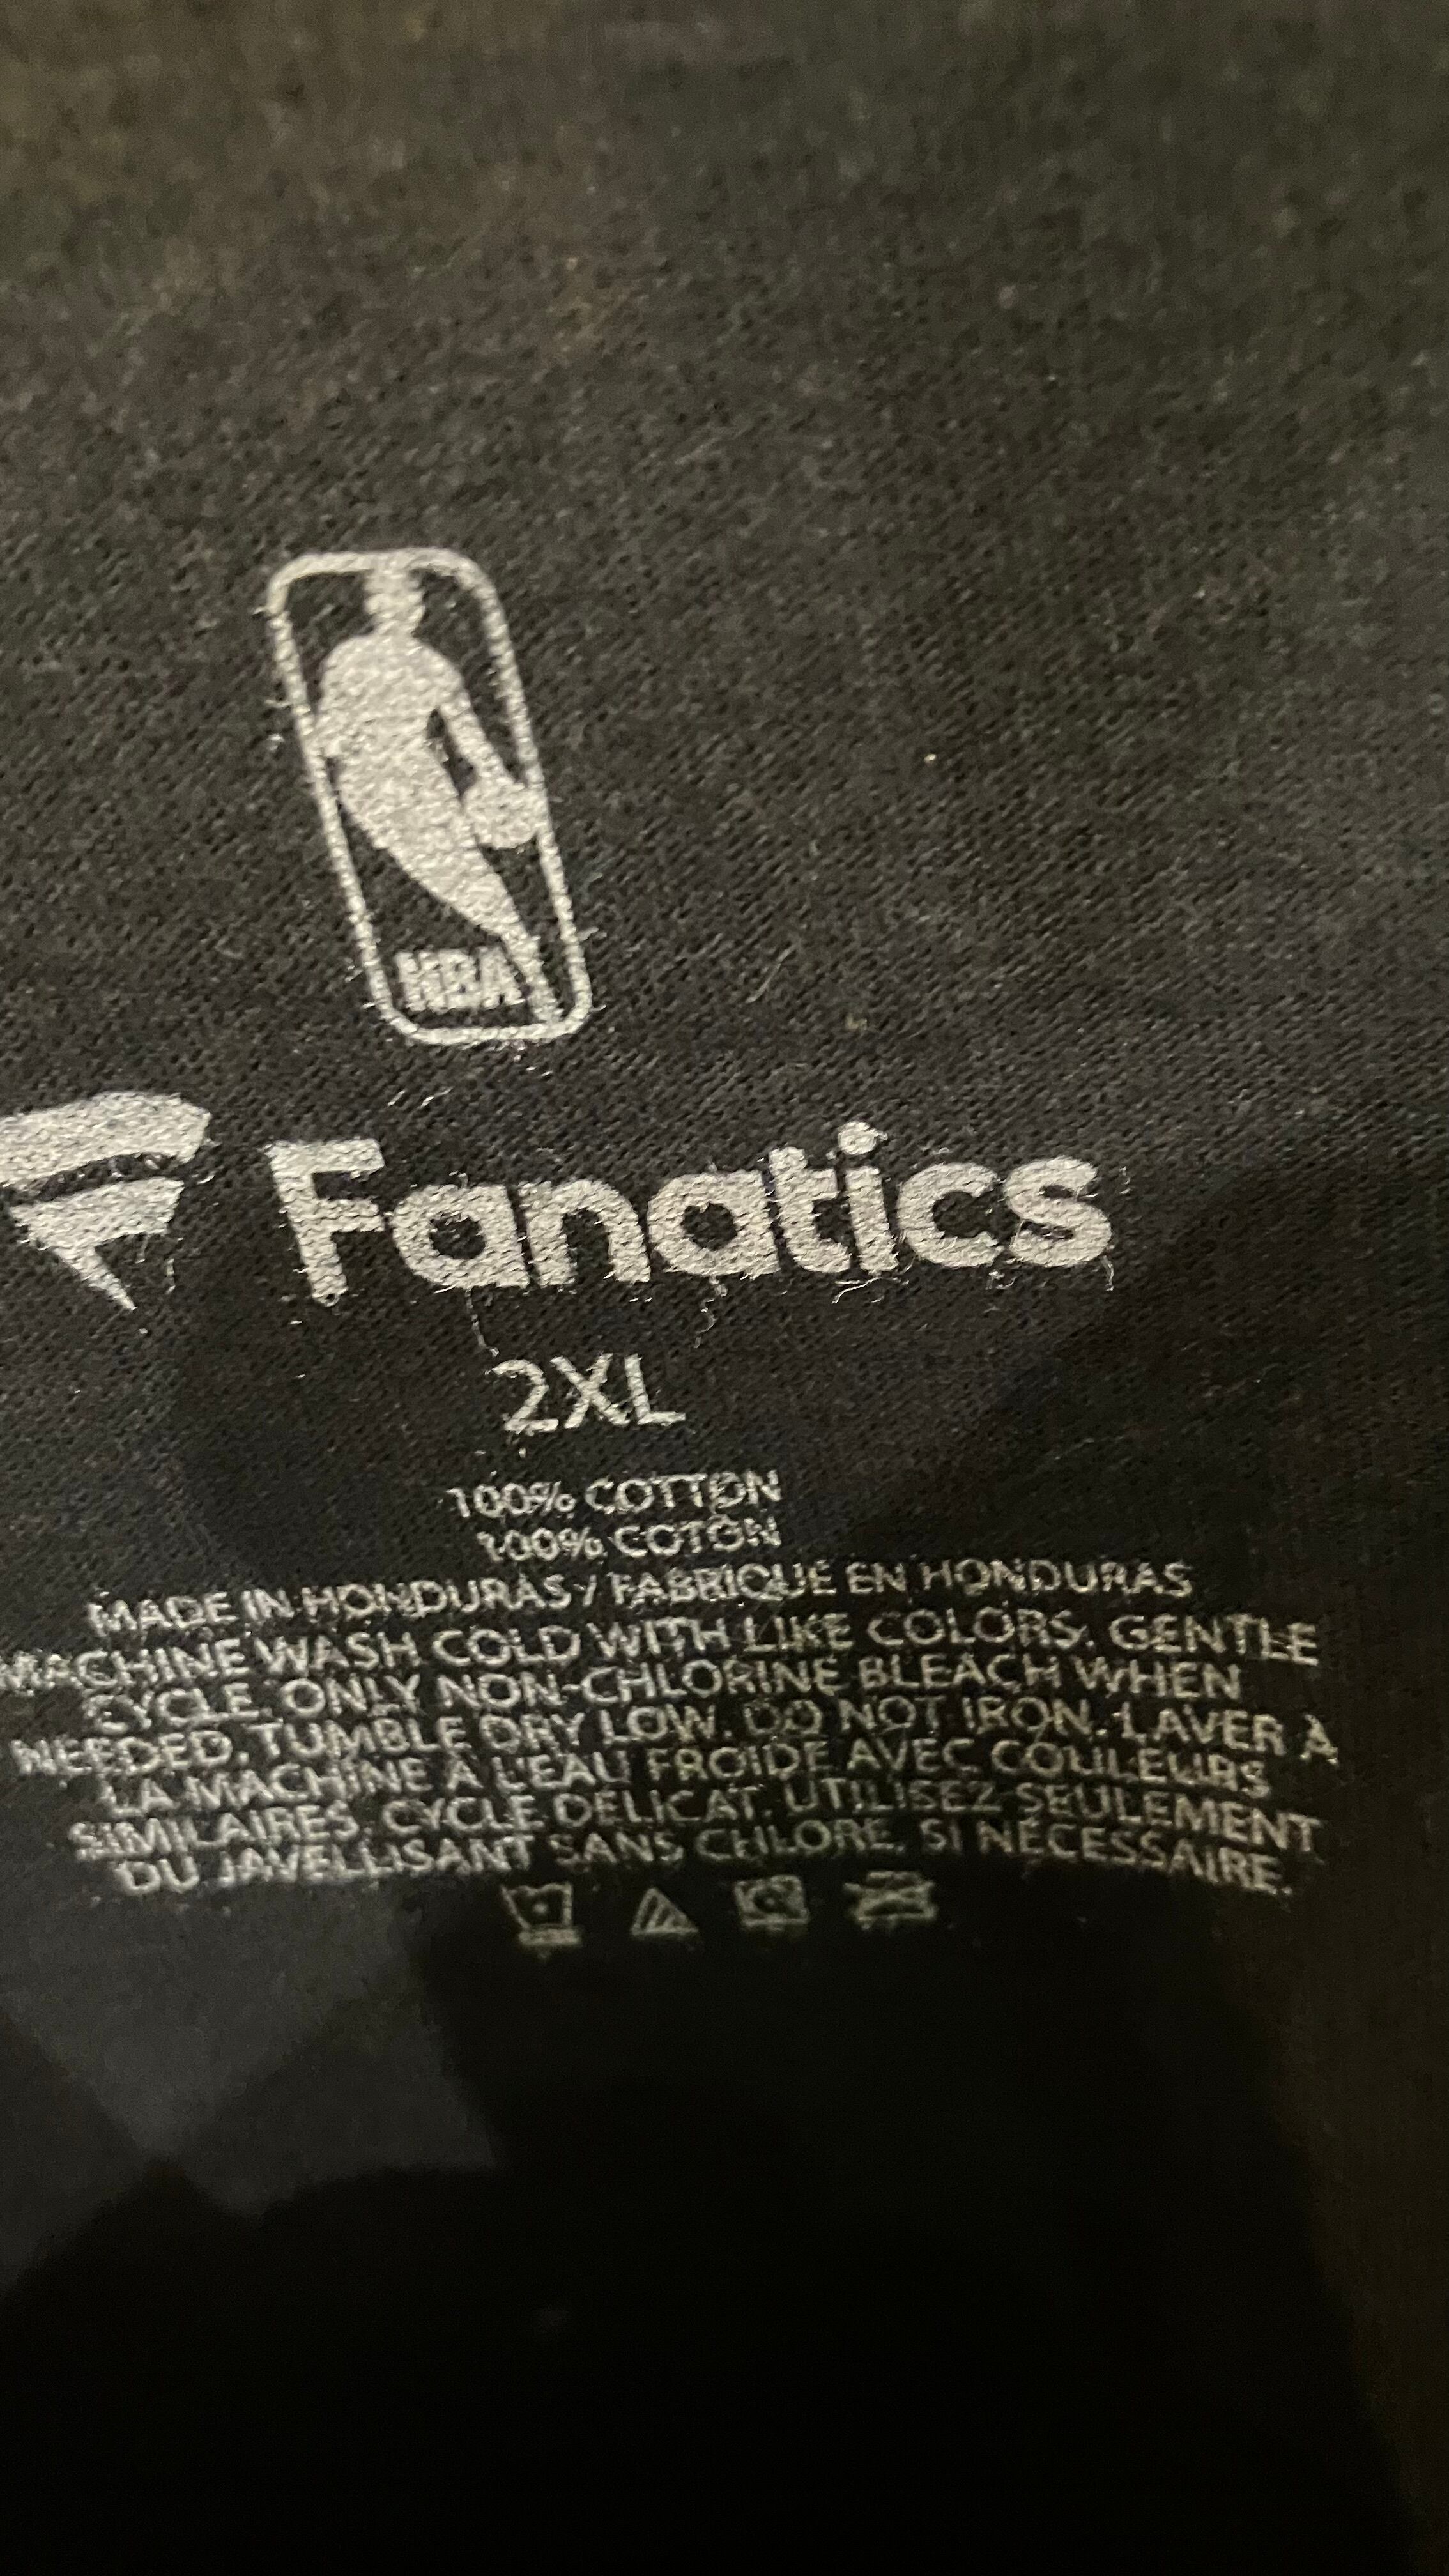 NBA
Fanatics
2XL
100% COTTON
100% COTON
MADE IN HONDURAS / FABRIQUE EN HONDURAS
MACHINE WASH COLD WITH LIKE COLORS. GENTLE
CYCLE. ONLY NON-CHLORINE BLEACH WHEN
NEEDED. TUMBLE DRY LOW. DO NOT IRON. LAVER À
LA MACHINE À L'EAU FROIDE AVEC COULEURS
SIMILAIRES. CYCLE DÉLICAT. UTILISEZ SEULEMENT
DU JAVELLISANT SANS CHLORE, SI NÉCESSAIRE.